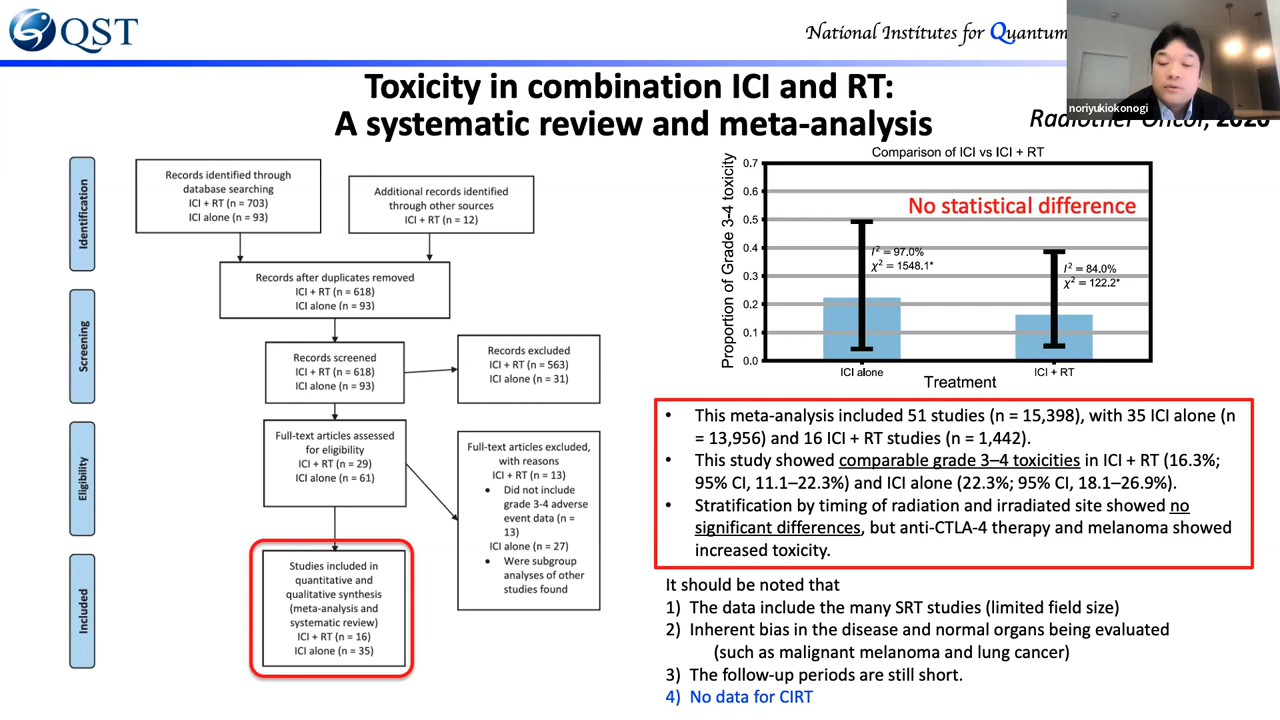 QST
National Institutes for Quantum
noriyukiokonogi
Toxicity in combination ICI and RT:
A systematic review and meta-analysis
Radiother Oncol, 2020
Identification
Records identified through
database searching
ICI + RT (n = 703)
ICI alone (n = 93)
Additional records identified
through other sources
ICI + RT (n = 12)
Records after duplicates removed
ICI + RT (n = 618)
ICI alone (n = 93)
Screening
Records screened
ICI + RT (n = 618)
ICI alone (n = 93)
Records excluded
ICI + RT (n = 563)
ICI alone (n = 31)
Eligibility
Full-text articles assessed
for eligibility
ICI + RT (n = 29)
ICI alone (n = 61)
Full-text articles excluded,
with reasons
ICI + RT (n = 13)
• Did not include
grade 3-4 adverse
event data (n =
13)
ICI alone (n = 27)
• Were subgroup
analyses of other
studies found
Included
Studies included in
quantitative and
qualitative synthesis
(meta-analysis and
systematic review)
ICI + RT (n = 16)
ICI alone (n = 35)
Comparison of ICI vs ICI + RT
Proportion of Grade 3-4 toxicity
0.7
0.6
0.5
0.4
0.3
0.2
0.1
0.0
No statistical difference
I² = 97.0%
χ² = 1548.1*
I² = 84.0%
χ² = 122.2*
ICI alone
ICI + RT
Treatment
• This meta-analysis included 51 studies (n = 15,398), with 35 ICI alone (n
= 13,956) and 16 ICI + RT studies (n = 1,442).
• This study showed comparable grade 3–4 toxicities in ICI + RT (16.3%;
95% CI, 11.1–22.3%) and ICI alone (22.3%; 95% CI, 18.1–26.9%).
• Stratification by timing of radiation and irradiated site showed no
significant differences, but anti-CTLA-4 therapy and melanoma showed
increased toxicity.
It should be noted that
1) The data include the many SRT studies (limited field size)
2) Inherent bias in the disease and normal organs being evaluated
(such as malignant melanoma and lung cancer)
3) The follow-up periods are still short.
4) No data for CIRT